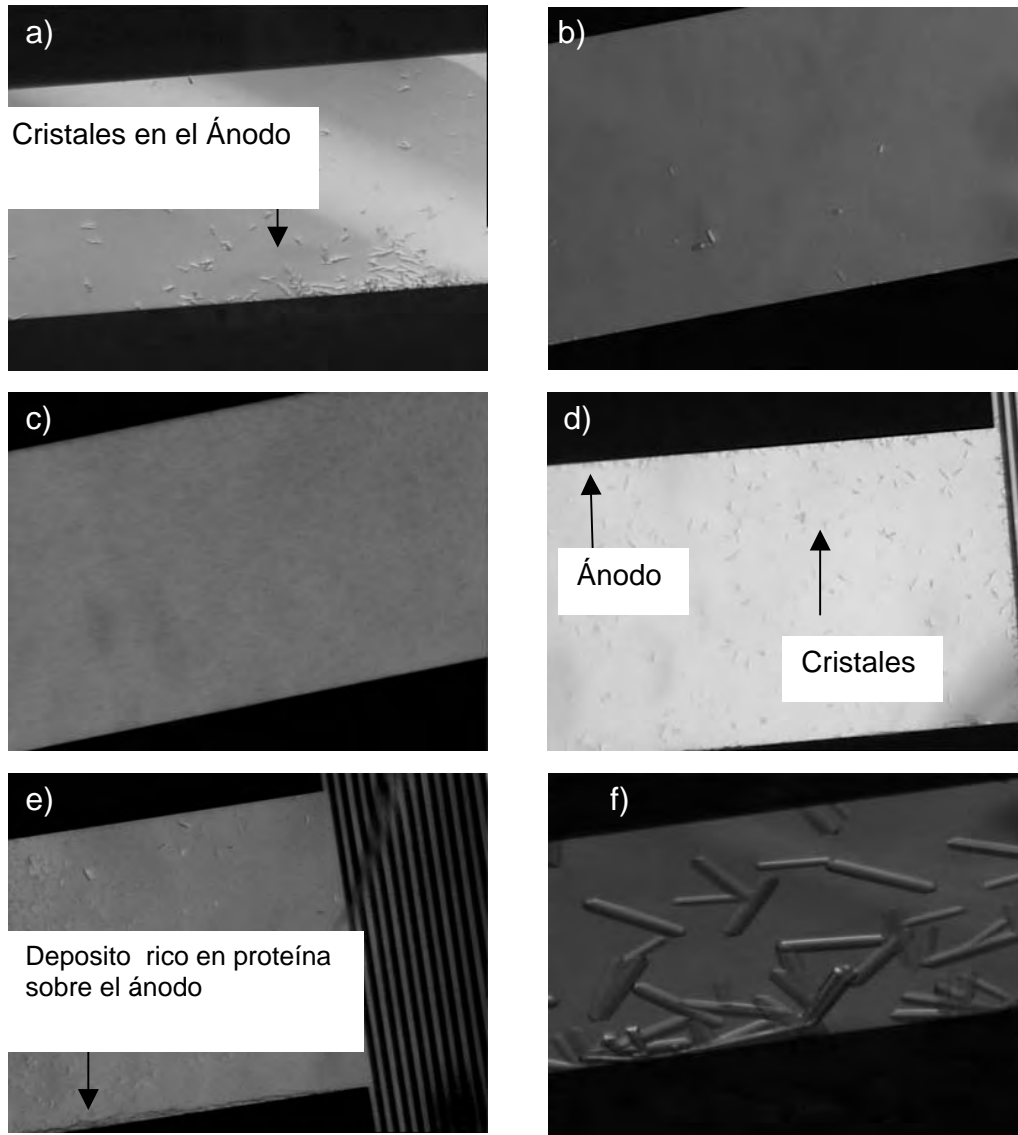 a)
Cristales en el Ánodo
b)
c)
d)
Ánodo
Cristales
e)
Deposito rico en proteína
sobre el ánodo
f)